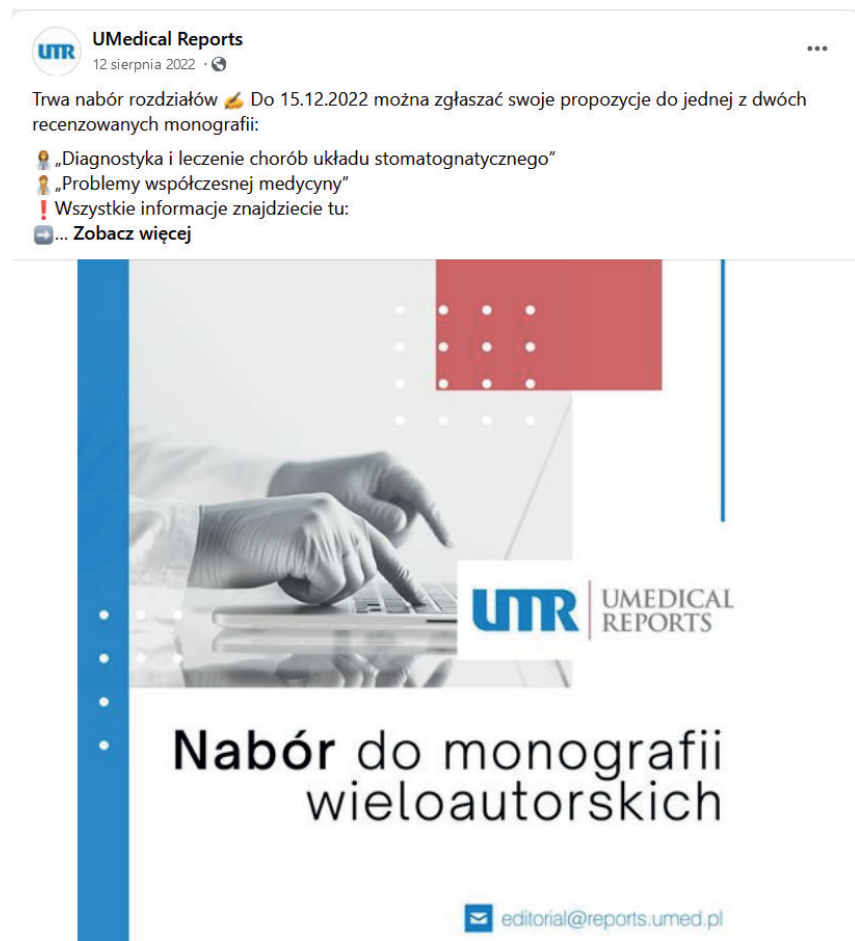 UMR
UMedical Reports
12 sierpnia 2022 ·
Trwa nabór rozdziałów ✍️ Do 15.12.2022 można zgłaszać swoje propozycje do jednej z dwóch
recenzowanych monografii:
„Diagnostyka i leczenie chorób układu stomatognatycznego”
„Problemy współczesnej medycyny”
❗Wszystkie informacje znajdziecie tu:
➡️... Zobacz więcej
UMR
UMEDICAL
REPORTS
Nabór do monografii
wieloautorskich
editorial@reports.umed.pl